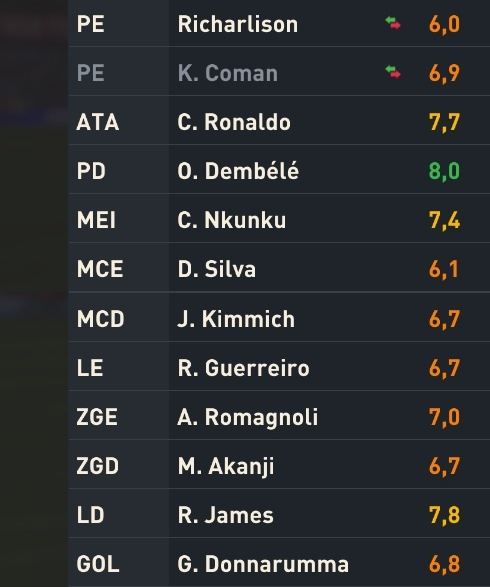 PE Richarlison 6,0
PE K. Coman 6,9
ATA C. Ronaldo 7,7
PD O. Dembélé 8,0
MEI C. Nkunku 7,4
MCE D. Silva 6,1
MCD J. Kimmich 6,7
LE R. Guerreiro 6,7
ZGE A. Romagnoli 7,0
ZGD M. Akanji 6,7
LD R. James 7,8
GOL G. Donnarumma 6,8